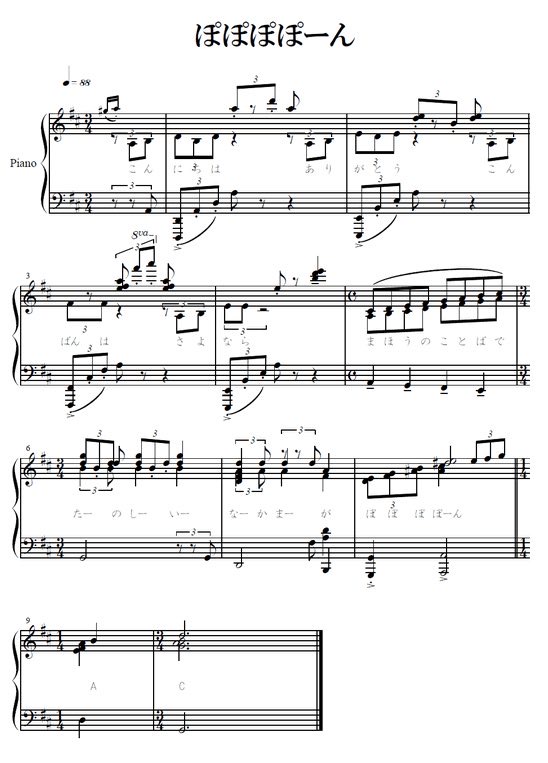 ぽぽぽぽーん
♩= 88
Piano
こん にちは あり がとう こん
8va
3
ばん は さよ なら まほうのことばで
6
たー のしー いー なーかまー が ぽ ぽ ぽ ぽーん
9
A C